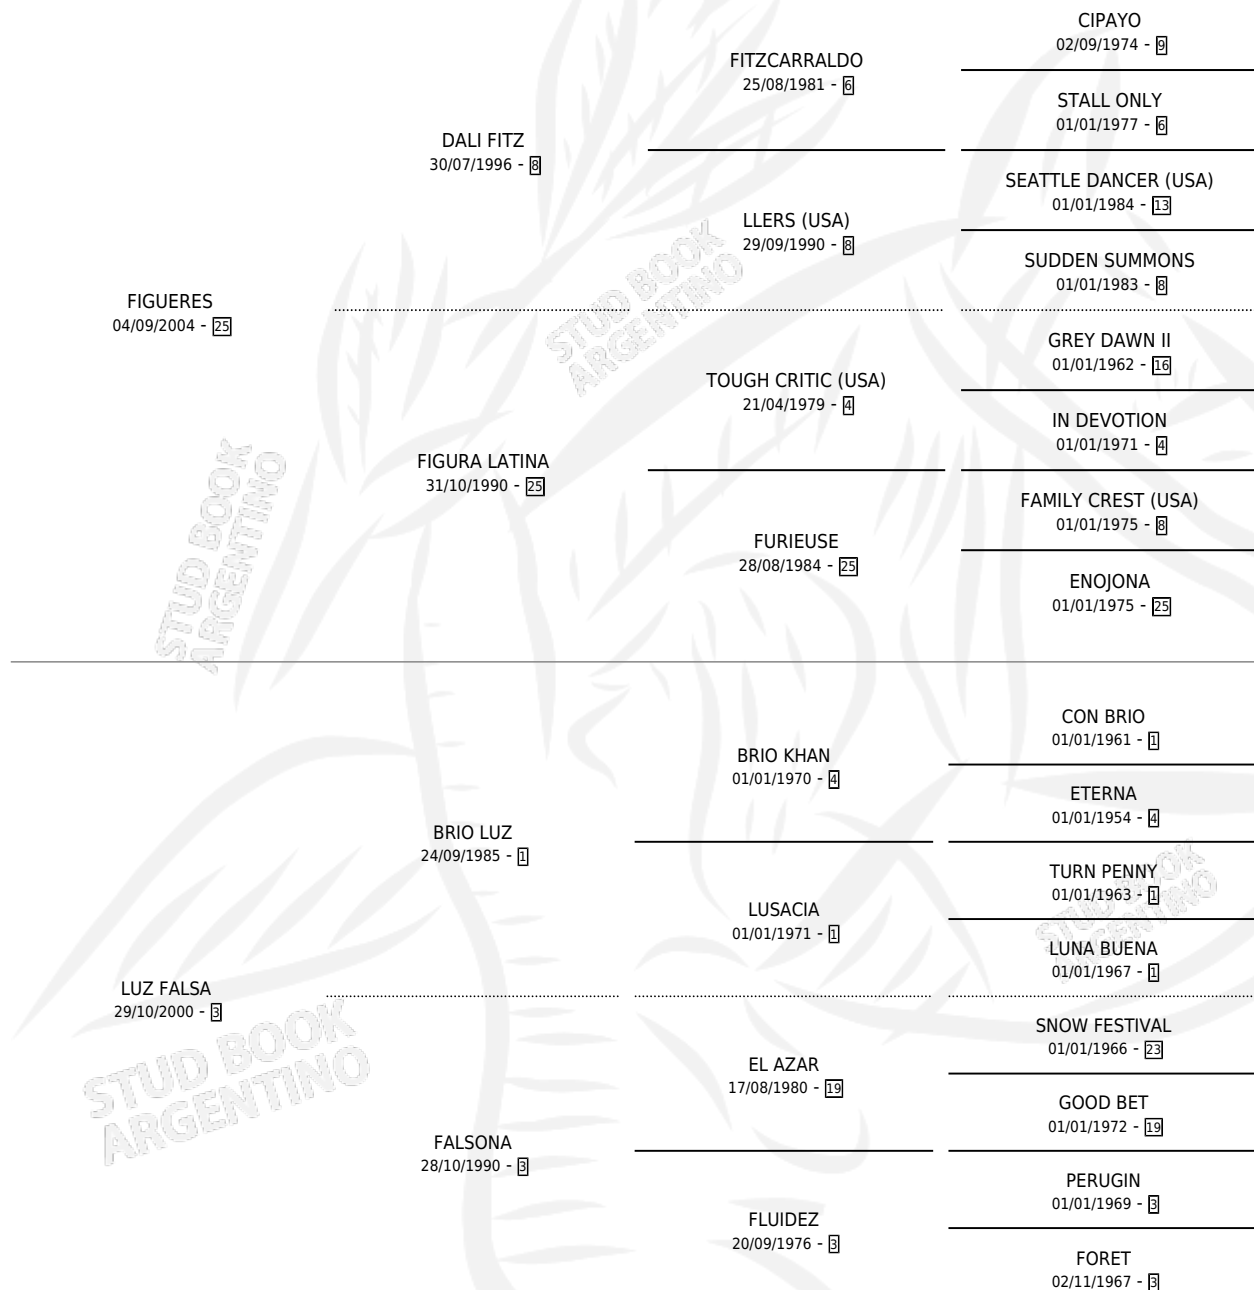 CIPAYO
02/09/1974 - 9
FITZCARRALDO
25/08/1981 - 6
STALL ONLY
01/01/1977 - 6
DALI FITZ
30/07/1996 - 8
SEATTLE DANCER (USA)
01/01/1984 - 13
LLERS (USA)
29/09/1990 - 8
SUDDEN SUMMONS
01/01/1983 - 8
FIGUERES
04/09/2004 - 25
GREY DAWN II
01/01/1962 - 16
TOUGH CRITIC (USA)
21/04/1979 - 4
IN DEVOTION
01/01/1971 - 4
FIGURA LATINA
31/10/1990 - 25
FAMILY CREST (USA)
01/01/1975 - 8
FURIEUSE
28/08/1984 - 25
ENOJONA
01/01/1975 - 25
CON BRIO
01/01/1961 - 1
BRIO KHAN
01/01/1970 - 4
ETERNA
01/01/1954 - 4
BRIO LUZ
24/09/1985 - 1
TURN PENNY
01/01/1963 - 1
LUSACIA
01/01/1971 - 1
LUNA BUENA
01/01/1967 - 1
LUZ FALSA
29/10/2000 - 3
SNOW FESTIVAL
01/01/1966 - 23
EL AZAR
17/08/1980 - 19
GOOD BET
01/01/1972 - 19
FALSONA
28/10/1990 - 3
PERUGIN
01/01/1969 - 3
FLUIDEZ
20/09/1976 - 3
FORET
02/11/1967 - 3
STUD BOOK
ARGENTINO
STUD BOOK
ARGENTINO
STUD BOOK
ARGENTINO
STUD BOOK
ARGENTINO